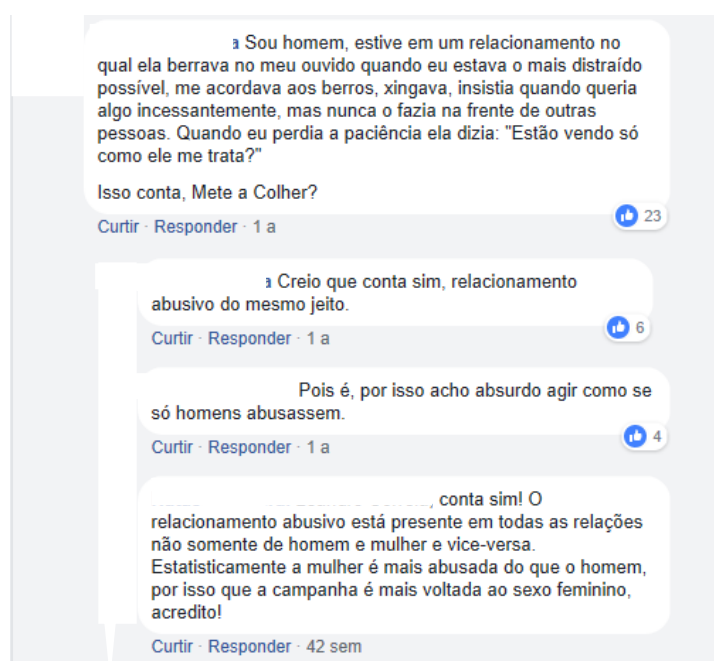 a Sou homem, estive em um relacionamento no
qual ela berrava no meu ouvido quando eu estava o mais distraído
possível, me acordava aos berros, xingava, insistia quando queria
algo incessantemente, mas nunca o fazia na frente de outras
pessoas. Quando eu perdia a paciência ela dizia: "Estão vendo só
como ele me trata?"
Isso conta, Mete a Colher?
Curtir · Responder · 1 a
23
a Creio que conta sim, relacionamento
abusivo do mesmo jeito.
Curtir · Responder · 1 a
6
Pois é, por isso acho absurdo agir como se
só homens abusassem.
Curtir · Responder · 1 a
4
, conta sim! O
relacionamento abusivo está presente em todas as relações
não somente de homem e mulher e vice-versa.
Estatisticamente a mulher é mais abusada do que o homem,
por isso que a campanha é mais voltada ao sexo feminino,
acredito!
Curtir · Responder · 42 sem